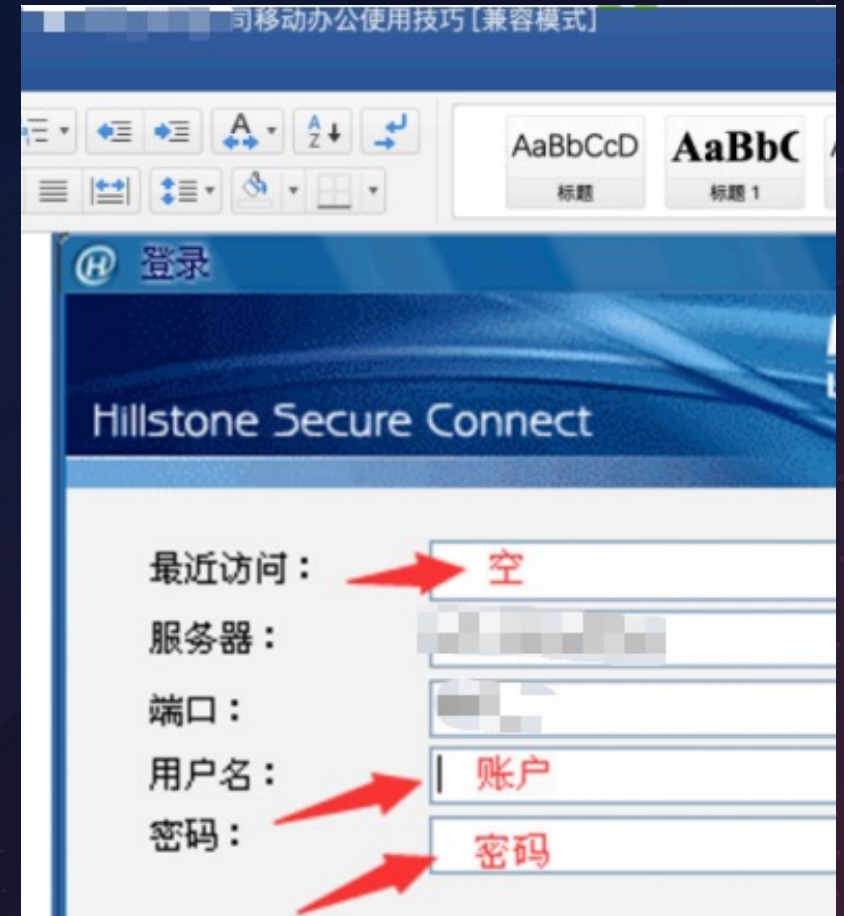 司移动办公使用技巧 [兼容模式]
A
A
Z
AaBbCcD AaBbC
标题 标题 1
登录
Hillstone Secure Connect
最近访问： 空
服务器：
端口：
用户名： 账户
密码： 密码